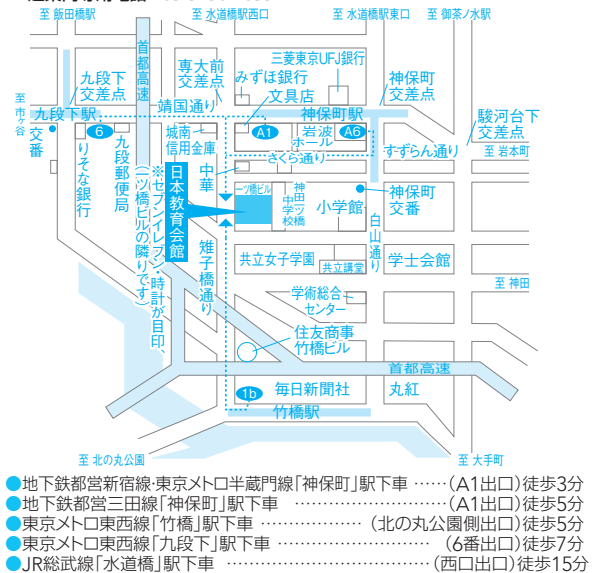 至 飯田橋駅
至 水道橋駅西口
至 水道橋駅東口
至 御茶ノ水駅
首都高速
九段下
交差点
専大前
交差点
三菱東京UFJ銀行
みずほ銀行
神保町
交差点
靖国通り
文具店
至 市ヶ谷
九段下駅
神保町駅
駿河台下
交差点
交番
6
城南
信用金庫
A1
岩波
ホール
A6
すずらん通り
至 岩本町
さくら通り
りそな銀行
九段郵便局
中華
日本教育会館
※セブンイレブン・時計が目印、
(一ツ橋ビルの隣りです)
一ツ橋ビル
神田一ツ橋
中学校
小学館
神保町
交番
白山通り
雉子橋通り
共立女子学園
共立講堂
学士会館
至 神田
学術総合
センター
住友商事
竹橋ビル
首都高速
1b
毎日新聞社
丸紅
竹橋駅
至 北の丸公園
至 大手町
●地下鉄都営新宿線・東京メトロ半蔵門線「神保町」駅下車 ……(A1出口)徒歩3分
●地下鉄都営三田線「神保町」駅下車 ……………………(A1出口)徒歩5分
●東京メトロ東西線「竹橋」駅下車 ……………… (北の丸公園側出口)徒歩5分
●東京メトロ東西線「九段下」駅下車 ………………………(6番出口)徒歩7分
●JR総武線「水道橋」駅下車 ……………………………(西口出口)徒歩15分